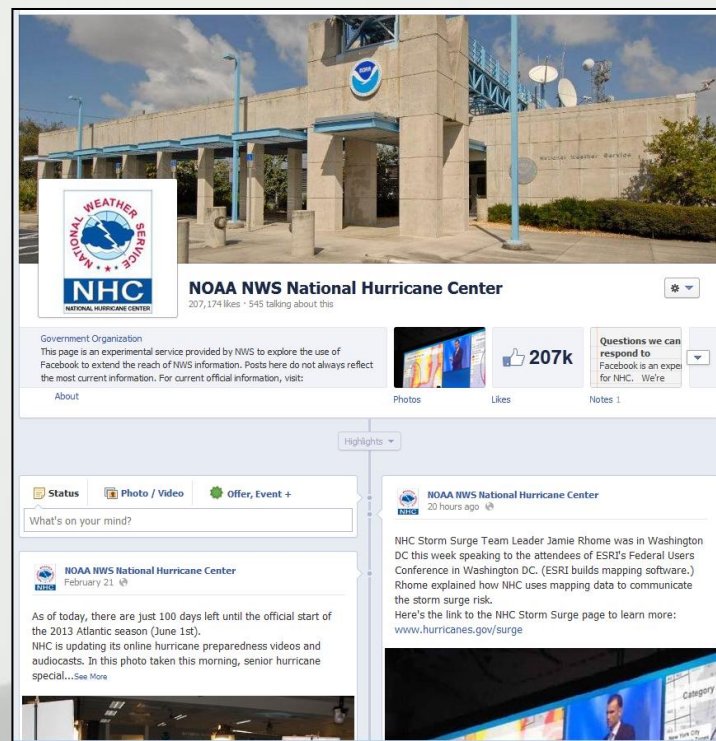 NOAA
National Weather Service
NATIONAL WEATHER SERVICE
NHC
NATIONAL HURRICANE CENTER
NOAA NWS National Hurricane Center
207,174 likes · 545 talking about this
Government Organization
This page is an experimental service provided by NWS to explore the use of
Facebook to extend the reach of NWS information. Posts here do not always reflect
the most current information. For current official information, visit:
About
Photos
207k
Likes
Questions we can
respond to
Facebook is an exper
for NHC. We're
Notes 1
Highlights
Status
Photo / Video
Offer, Event +
What's on your mind?
NHC
NOAA NWS National Hurricane Center
February 21
As of today, there are just 100 days left until the official start of
the 2013 Atlantic season (June 1st).
NHC is updating its online hurricane preparedness videos and
audiocasts. In this photo taken this morning, senior hurricane
special...See More
NHC
NOAA NWS National Hurricane Center
20 hours ago
NHC Storm Surge Team Leader Jamie Rhome was in Washington
DC this week speaking to the attendees of ESRI's Federal Users
Conference in Washington DC. (ESRI builds mapping software.)
Rhome explained how NHC uses mapping data to communicate
the storm surge risk.
Here's the link to the NHC Storm Surge page to learn more:
www.hurricanes.gov/surge
Category
New York City